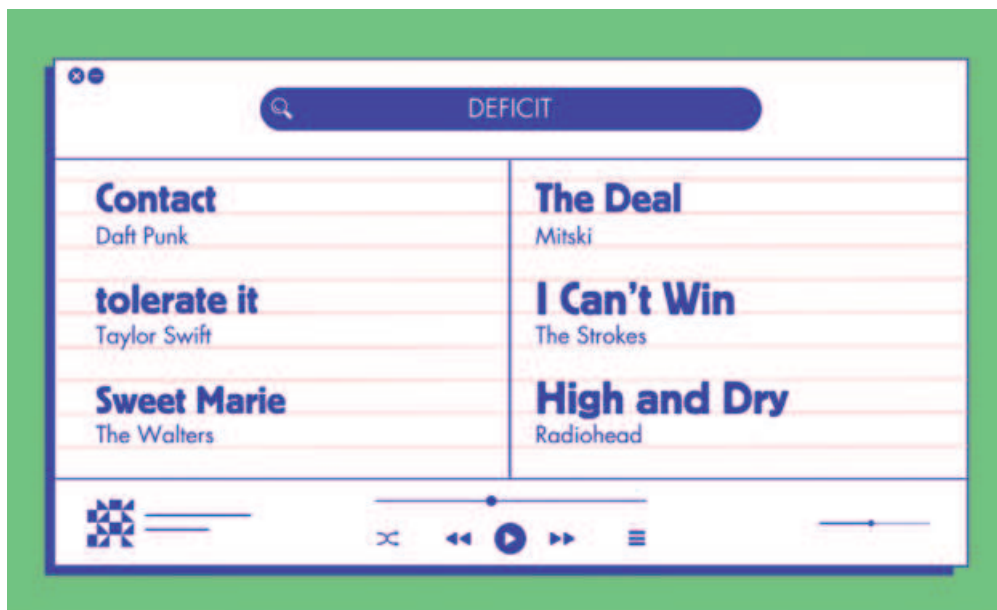 DEFICIT
Contact
Daft Punk
tolerate it
Taylor Swift
Sweet Marie
The Walters
The Deal
Mitski
I Can't Win
The Strokes
High and Dry
Radiohead